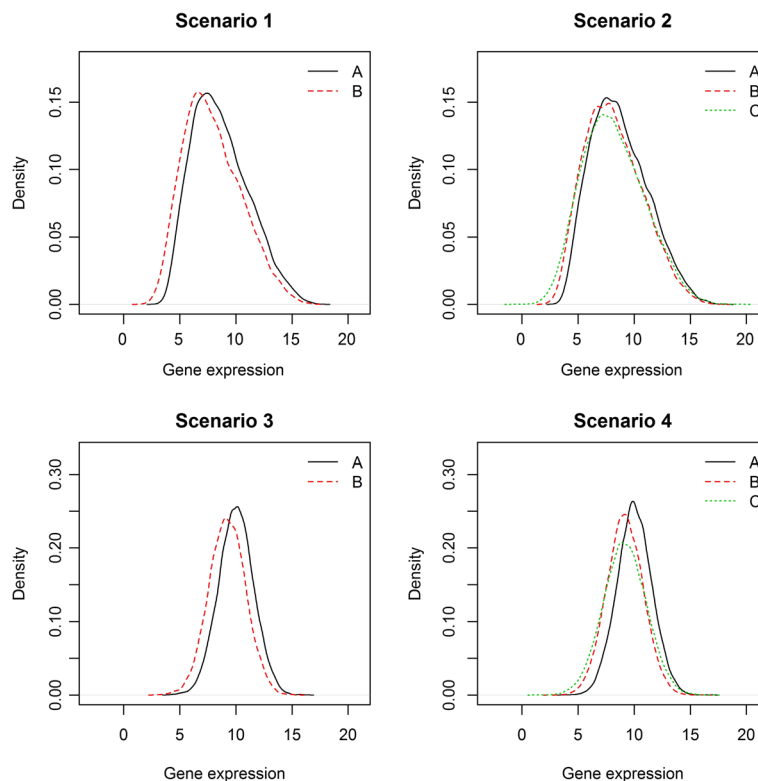 Scenario 1
Density
0.00
0.05
0.10
0.15
A
B
0 5 10 15 20
Gene expression
Scenario 2
Density
0.00
0.05
0.10
0.15
A
B
C
0 5 10 15 20
Gene expression
Scenario 3
Density
0.00
0.10
0.20
0.30
A
B
0 5 10 15 20
Gene expression
Scenario 4
Density
0.00
0.10
0.20
0.30
A
B
C
0 5 10 15 20
Gene expression